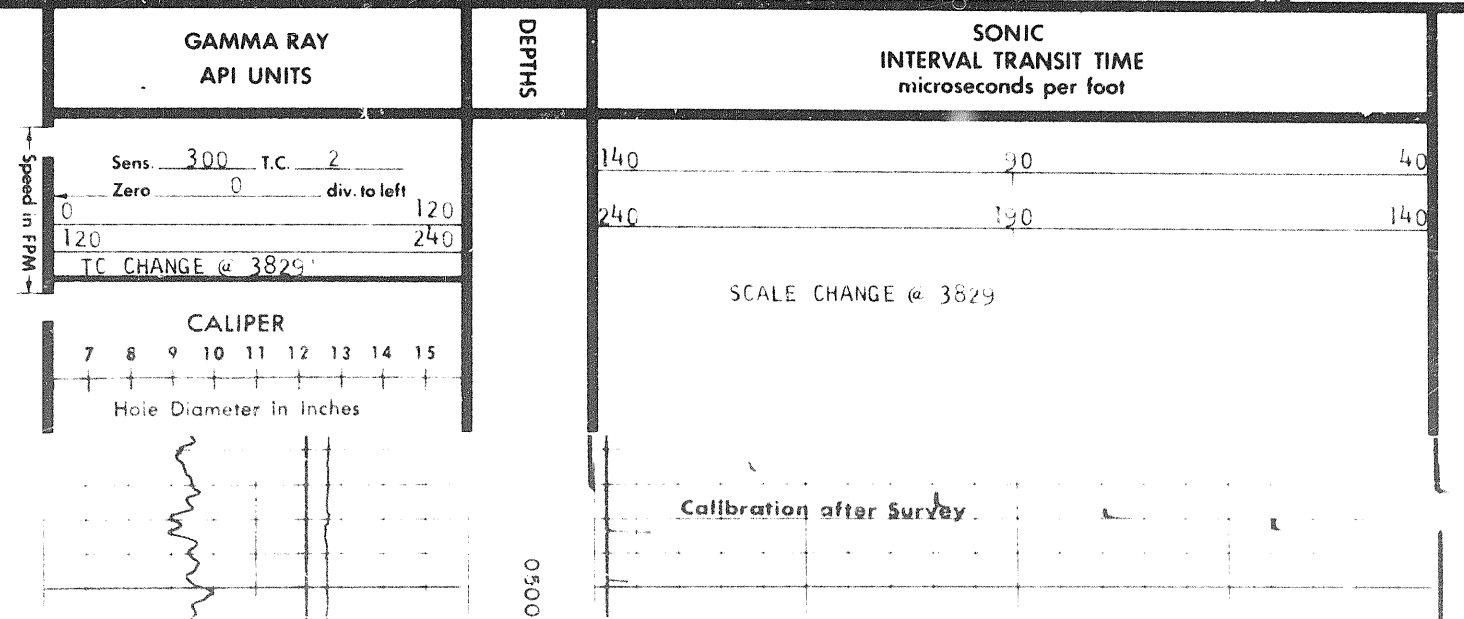 GAMMA RAY
API UNITS
DEPTHS
SONIC
INTERVAL TRANSIT TIME
microseconds per foot
Speed in FPM
Sens. 300 T.C. 2
Zero 0 div. to left
0 120
120 240
TC CHANGE @ 3829'
140 90 40
240 190 140
SCALE CHANGE @ 3829
CALIPER
7 8 9 10 11 12 13 14 15
Hole Diameter in Inches
Calibration after Survey
0500